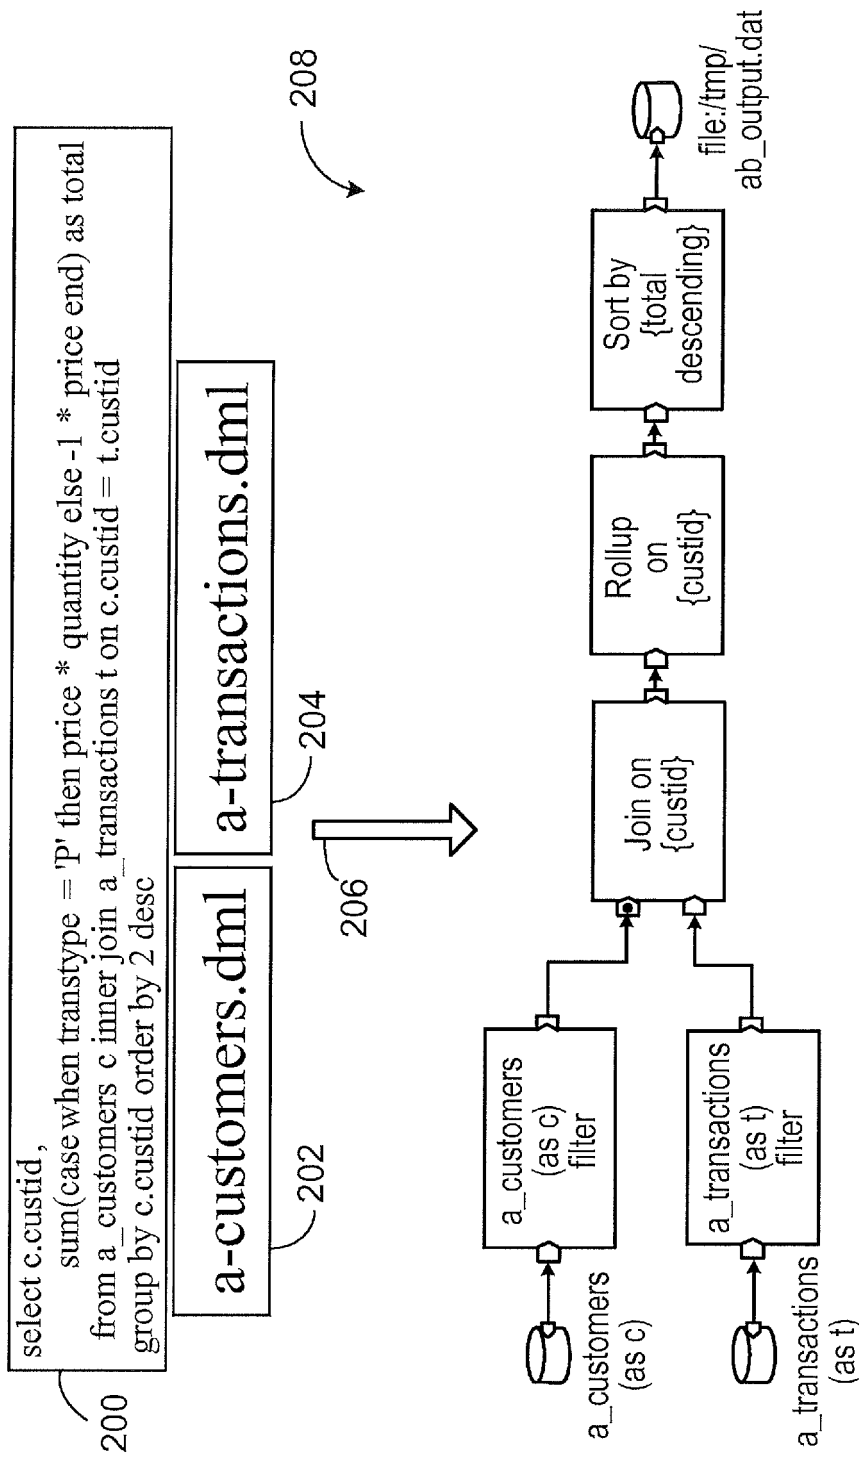 select c.custid,
sum(case when transtype = 'P' then price * quantity else -1 * price end) as total
from a_customers c inner join a_transactions t on c.custid = t.custid
group by c.custid order by 2 desc
200
a-customers.dml
202
a-transactions.dml
204
206
208
a_customers
(as c)
a_customers
(as c)
filter
a_transactions
(as t)
a_transactions
(as t)
filter
Join on
{custid}
Rollup
on
{custid}
Sort by
{total
descending}
file:/tmp/
ab_output.dat